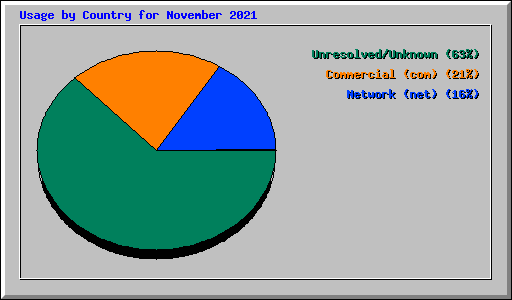 Usage by Country for November 2021
Unresolved/Unknown (63%)
Commercial (com) (21%)
Network (net) (16%)